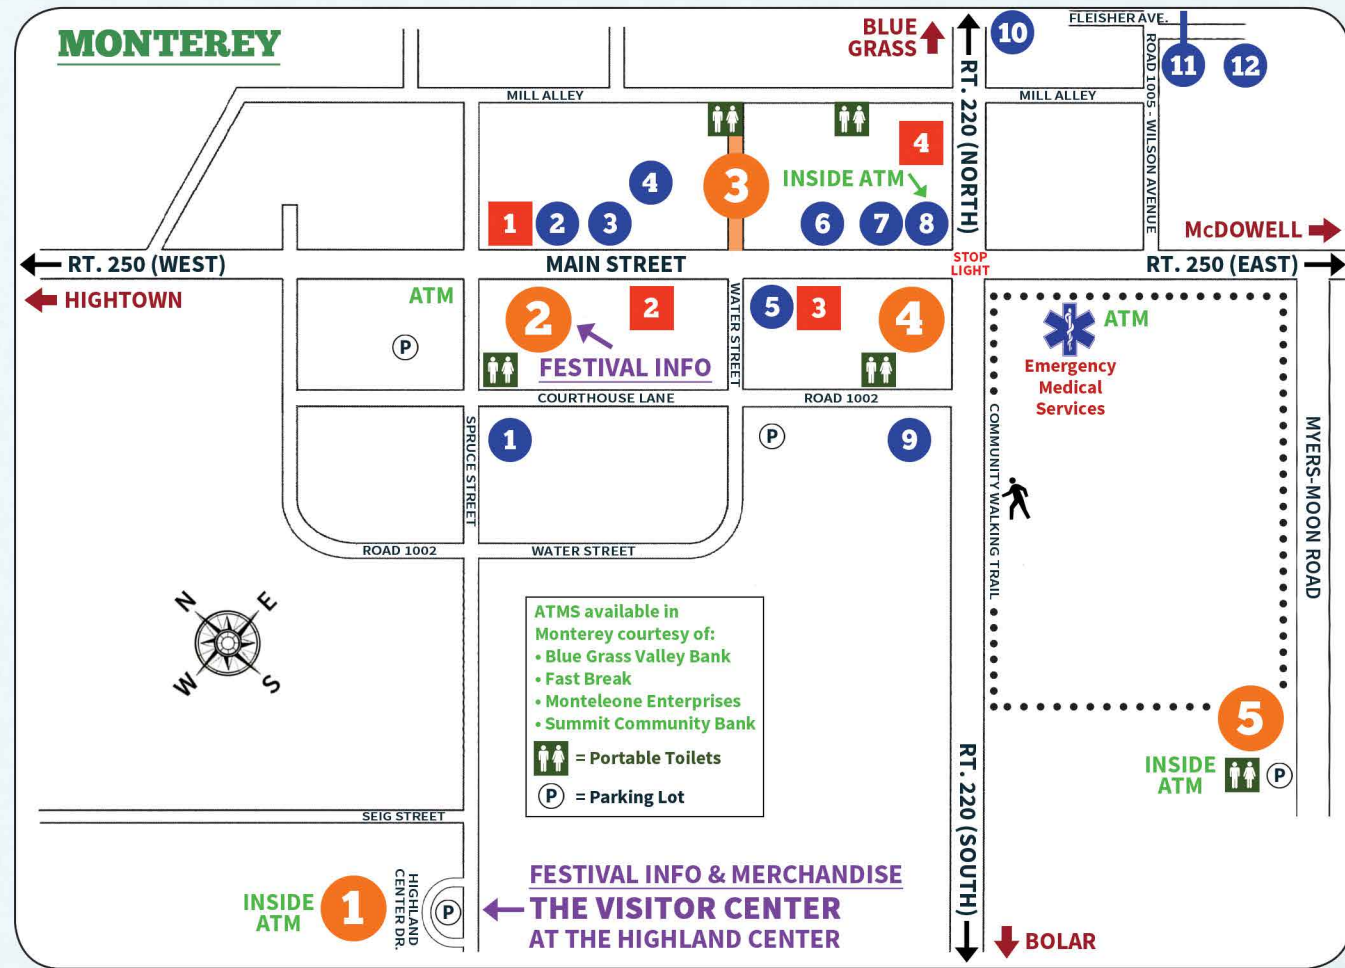 MONTEREY
BLUE
GRASS
10
FLEISHER AVE.
11
12
MILL ALLEY
MILL ALLEY
RT. 220 (NORTH)
ROAD 1005 - WILSON AVENUE
4
4
3
INSIDE ATM
1
2
3
6
7
8
McDOWELL
RT. 250 (WEST)
MAIN STREET
STOP
LIGHT
RT. 250 (EAST)
HIGHTOWN
ATM
2
2
WATER STREET
5
3
4
ATM
P
FESTIVAL INFO
Emergency
Medical
Services
COURTHOUSE LANE
ROAD 1002
SPRUCE STREET
1
P
9
COMMUNITY WALKING TRAIL
MYERS-MOON ROAD
ROAD 1002
WATER STREET
N
E
W
S
ATMS available in
Monterey courtesy of:
• Blue Grass Valley Bank
• Fast Break
• Monteleone Enterprises
• Summit Community Bank
= Portable Toilets
P = Parking Lot
5
INSIDE
ATM
P
RT. 220 (SOUTH)
SEIG STREET
INSIDE
ATM
1
HIGHLAND
CENTER DR.
P
FESTIVAL INFO & MERCHANDISE
THE VISITOR CENTER
AT THE HIGHLAND CENTER
BOLAR